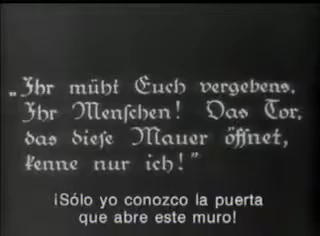 „Ihr müht Euch vergebens,
Ihr Menschen! Das Tor,
das diese Mauer öffnet,
kenne nur ich!"
¡Sólo yo conozco la puerta
que abre este muro!